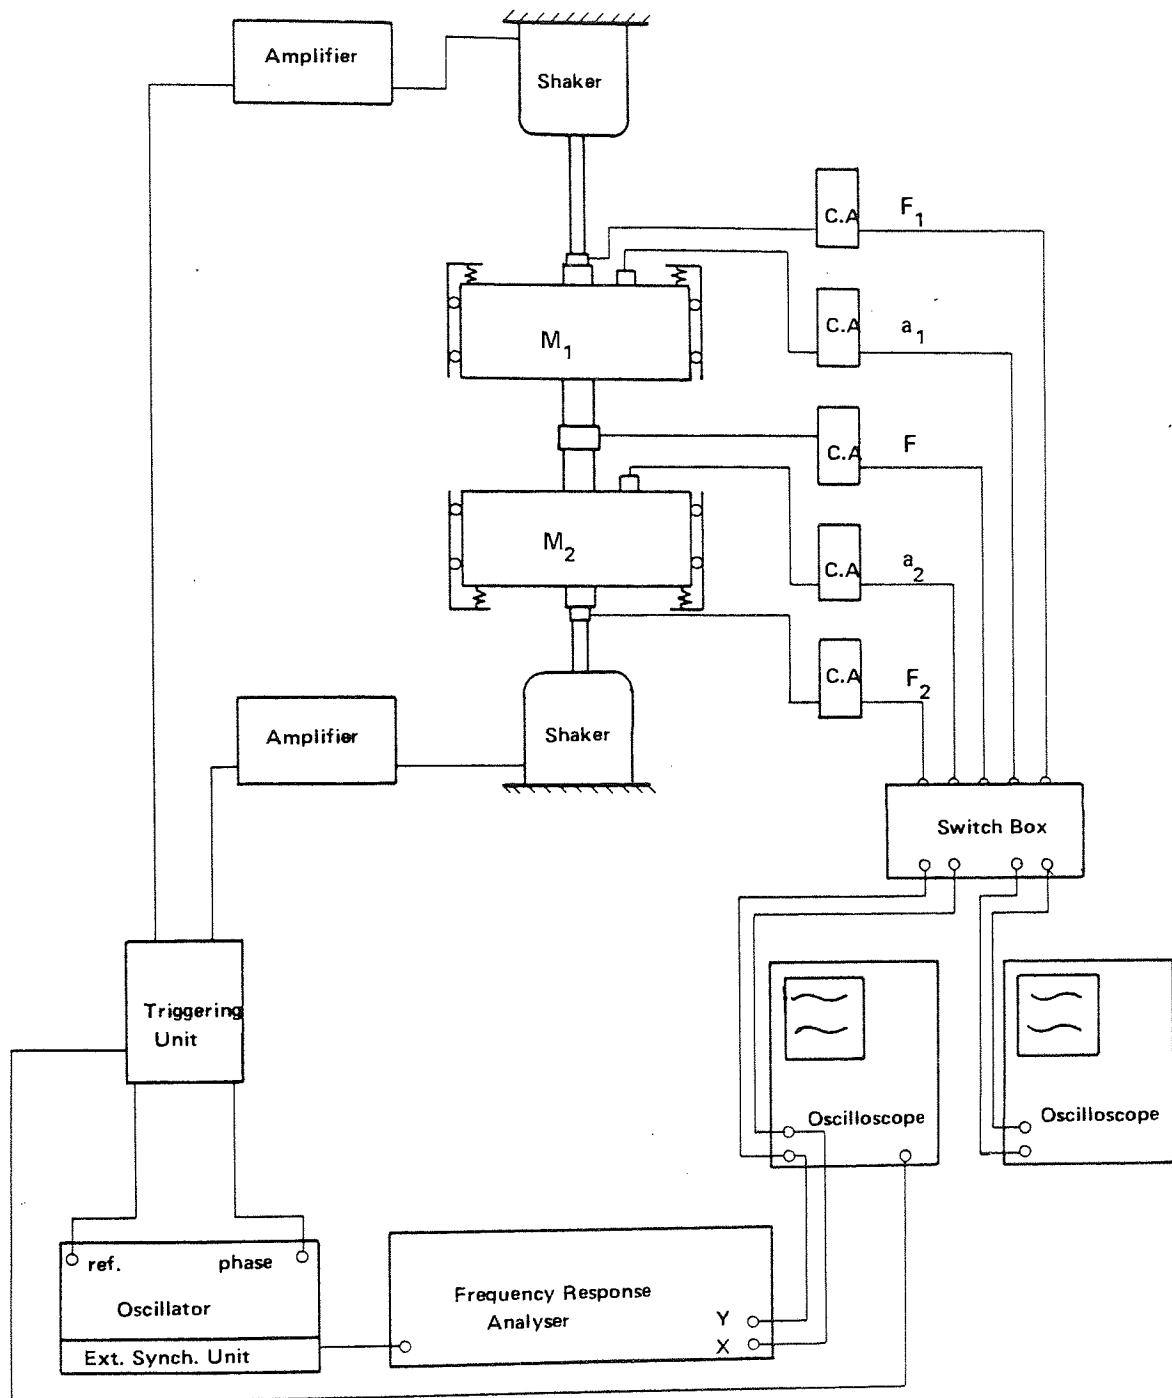 Amplifier
Shaker
C.A
F1
C.A
a1
M1
C.A
F
M2
C.A
a2
C.A
F2
Amplifier
Shaker
Switch Box
Triggering
Unit
Oscilloscope
Oscilloscope
ref.
phase
Oscillator
Ext. Synch. Unit
Frequency Response
Analyser
Y
X